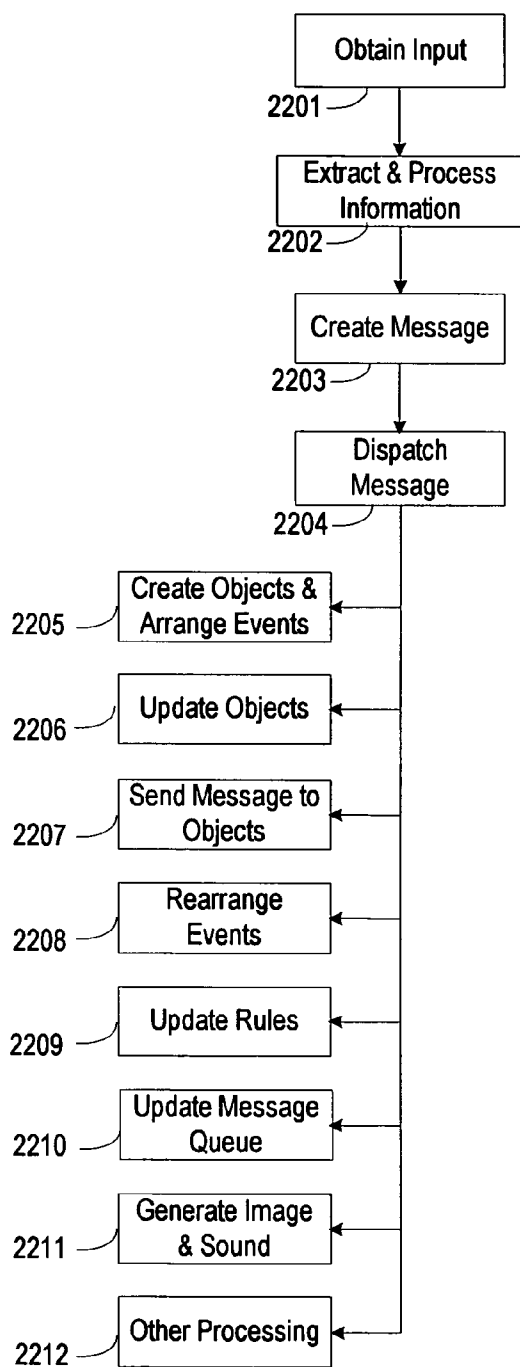 Obtain Input
2201
Extract & Process
Information
2202
Create Message
2203
Dispatch
Message
2204
Create Objects &
Arrange Events
2205
Update Objects
2206
Send Message to
Objects
2207
Rearrange
Events
2208
Update Rules
2209
Update Message
Queue
2210
Generate Image
& Sound
2211
Other Processing
2212